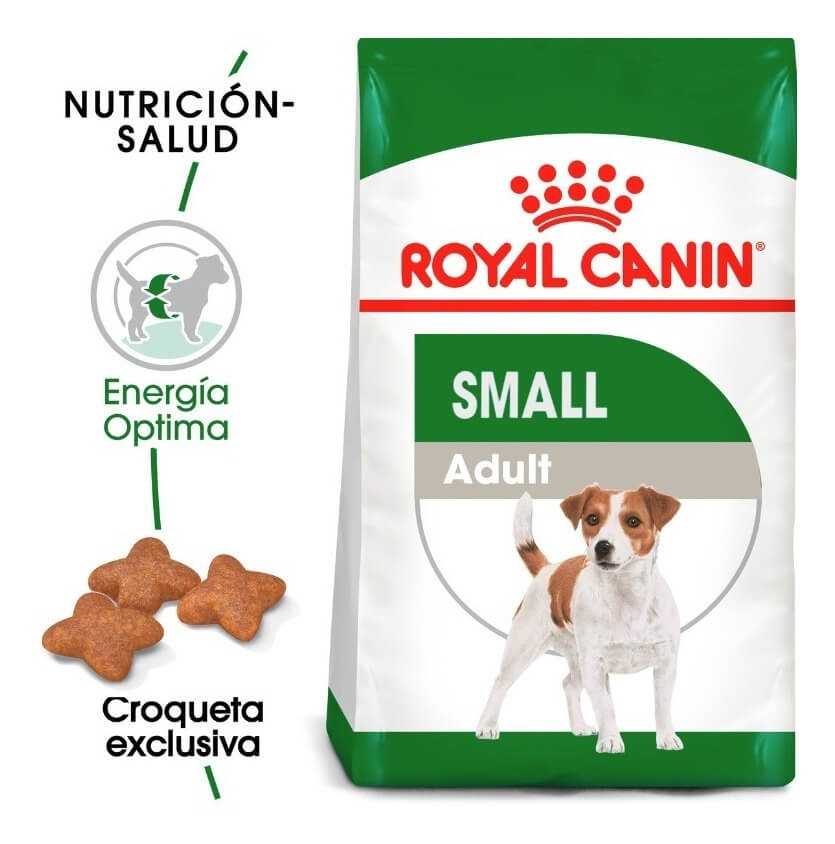 NUTRICIÓN-
SALUD
Energía
Optima
Croqueta
exclusiva
ROYAL CANIN®
SMALL
Adult